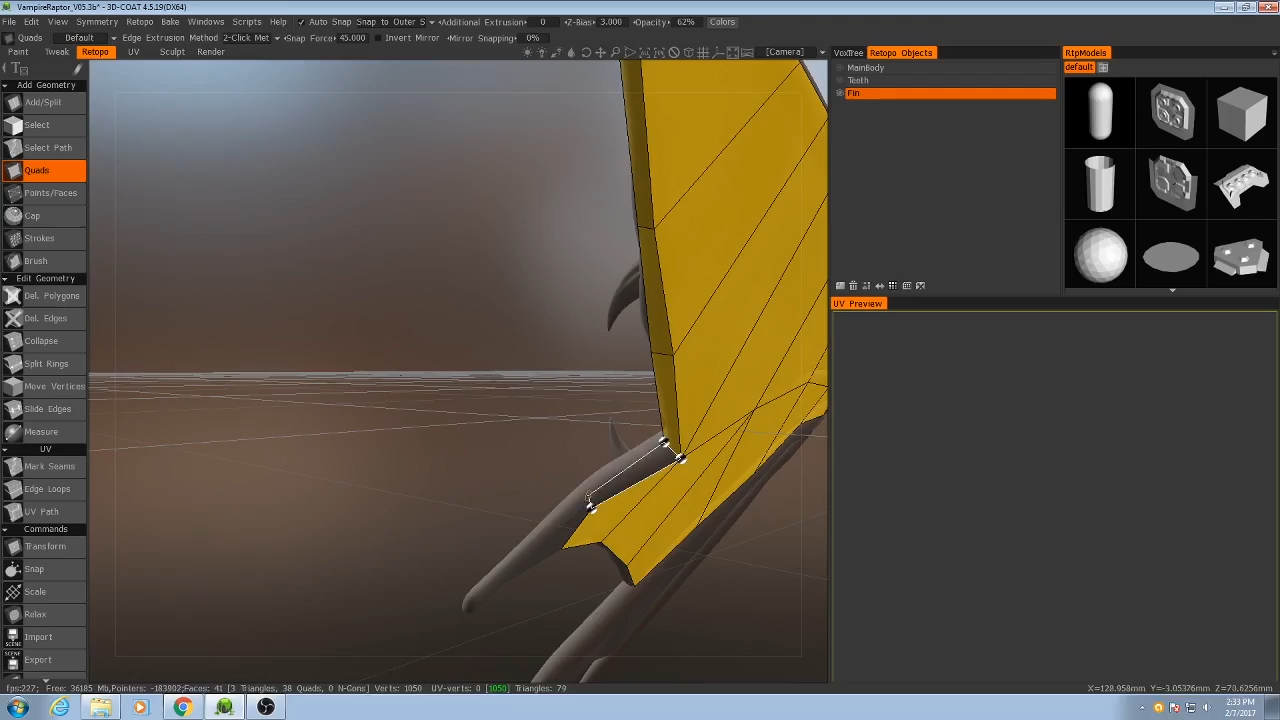 VampireRaptor_V05.3b* - 3D-COAT 4.5.19(DX64)
File Edit View Symmetry Retopo Bake Windows Scripts Help Auto Snap Snap to Outer S Additional Extrusion 0 Z-Bias 3.000 Opacity 62% Colors
Quads Default Edge Extrusion Method 2-Click Met Snap Force 45.000 Invert Mirror Mirror Snapping 0%
Paint Tweak Retopo UV Sculpt Render [Camera] VoxTree Retopo Objects RtpModels
default
MainBody
Teeth
Fin
Add Geometry
Add/Split
Select
Select Path
Quads
Points/Faces
Cap
Strokes
Brush
Edit Geometry
Del. Polygons
Del. Edges
Collapse
Split Rings
Move Vertices
Slide Edges
Measure
UV
Mark Seams
Edge Loops
UV Path
Commands
Transform
Snap
Scale
Relax
Import
Export
SCENE
SCENE
UV Preview
fps:227; Free: 36185 Mb,Pointers: -183992;Faces: 41 [3 Triangles, 38 Quads, 0 N-Gons] Verts: 1050 UV-verts: 0 [1050] Triangles: 79 X=128.958mm Y=-3.05376mm Z=70.6256mm
2:33 PM
2/7/2017